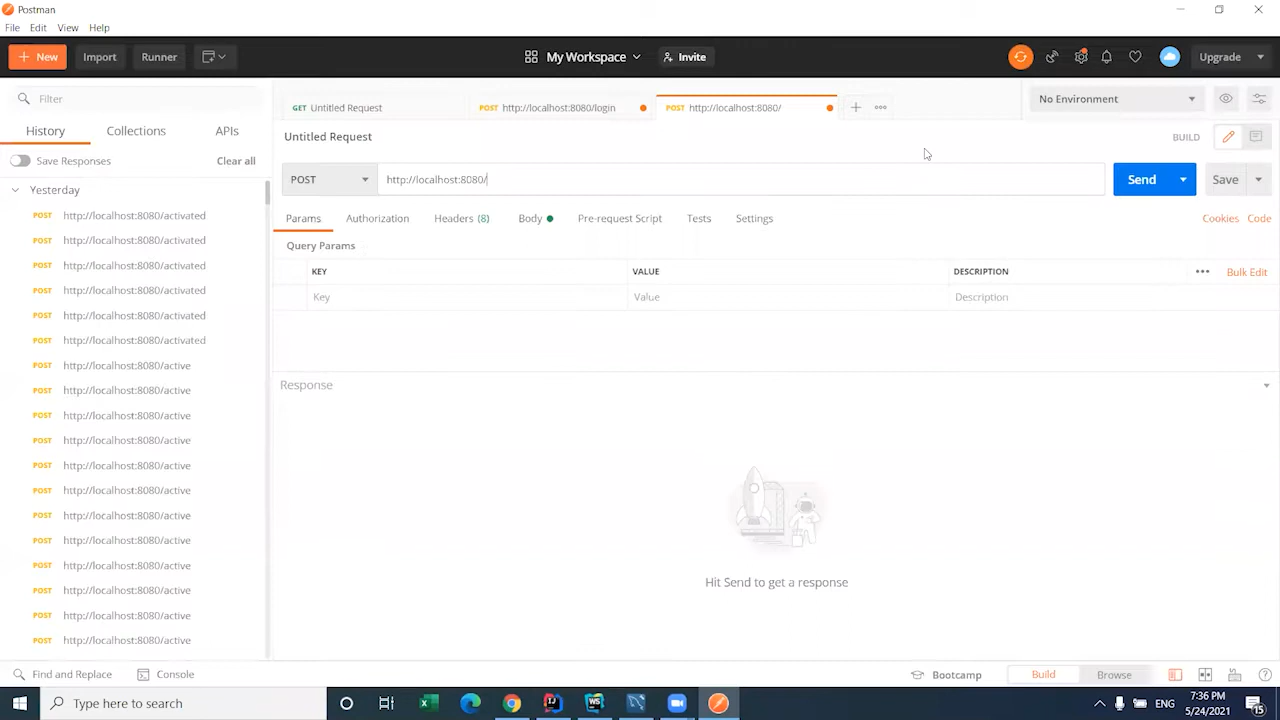 Postman
File Edit View Help
New Import Runner My Workspace Invite Upgrade
Filter
GET Untitled Request POST http://localhost:8080/login POST http://localhost:8080/ No Environment
History Collections APIs
Untitled Request BUILD
Save Responses Clear all
POST http://localhost:8080/ Send Save
Yesterday
Params Authorization Headers (8) Body Pre-request Script Tests Settings Cookies Code
POST http://localhost:8080/activated
POST http://localhost:8080/activated
POST http://localhost:8080/activated
POST http://localhost:8080/activated
POST http://localhost:8080/activated
POST http://localhost:8080/activated
POST http://localhost:8080/active
POST http://localhost:8080/active
POST http://localhost:8080/active
POST http://localhost:8080/active
POST http://localhost:8080/active
POST http://localhost:8080/active
POST http://localhost:8080/active
POST http://localhost:8080/active
POST http://localhost:8080/active
POST http://localhost:8080/active
POST http://localhost:8080/active
POST http://localhost:8080/active
Query Params
KEY VALUE DESCRIPTION Bulk Edit
Key Value Description
Response
Hit Send to get a response
Find and Replace Console Bootcamp Build Browse
Type here to search
ENG
7:36 PM
5/24/2021
15